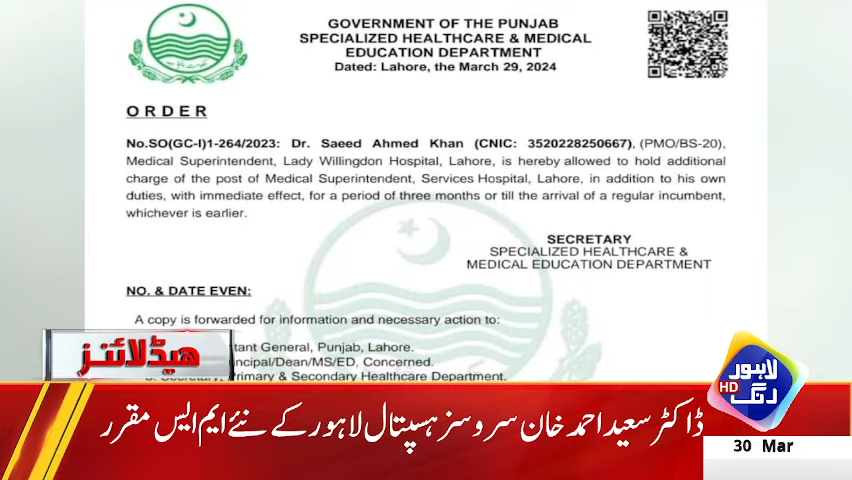 GOVERNMENT OF THE PUNJAB
SPECIALIZED HEALTHCARE & MEDICAL
EDUCATION DEPARTMENT
Dated: Lahore, the March 29, 2024
ORDER
No.SO(GC-I)1-264/2023: Dr. Saeed Ahmed Khan (CNIC: 3520228250667), (PMO/BS-20),
Medical Superintendent, Lady Willingdon Hospital, Lahore, is hereby allowed to hold additional
charge of the post of Medical Superintendent, Services Hospital, Lahore, in addition to his own
duties, with immediate effect, for a period of three months or till the arrival of a regular incumbent,
whichever is earlier.
SECRETARY
SPECIALIZED HEALTHCARE &
MEDICAL EDUCATION DEPARTMENT
NO. & DATE EVEN:
A copy is forwarded for information and necessary action to:
General, Punjab, Lahore.
MS/ED, Concerned.
Primary & Secondary Healthcare Department.
ہیڈلائنز
لاہور
رنگ
HD
ڈاکٹر سعید احمد خان سروسز ہسپتال لاہور کے نئے ایم ایس مقرر
30 Mar